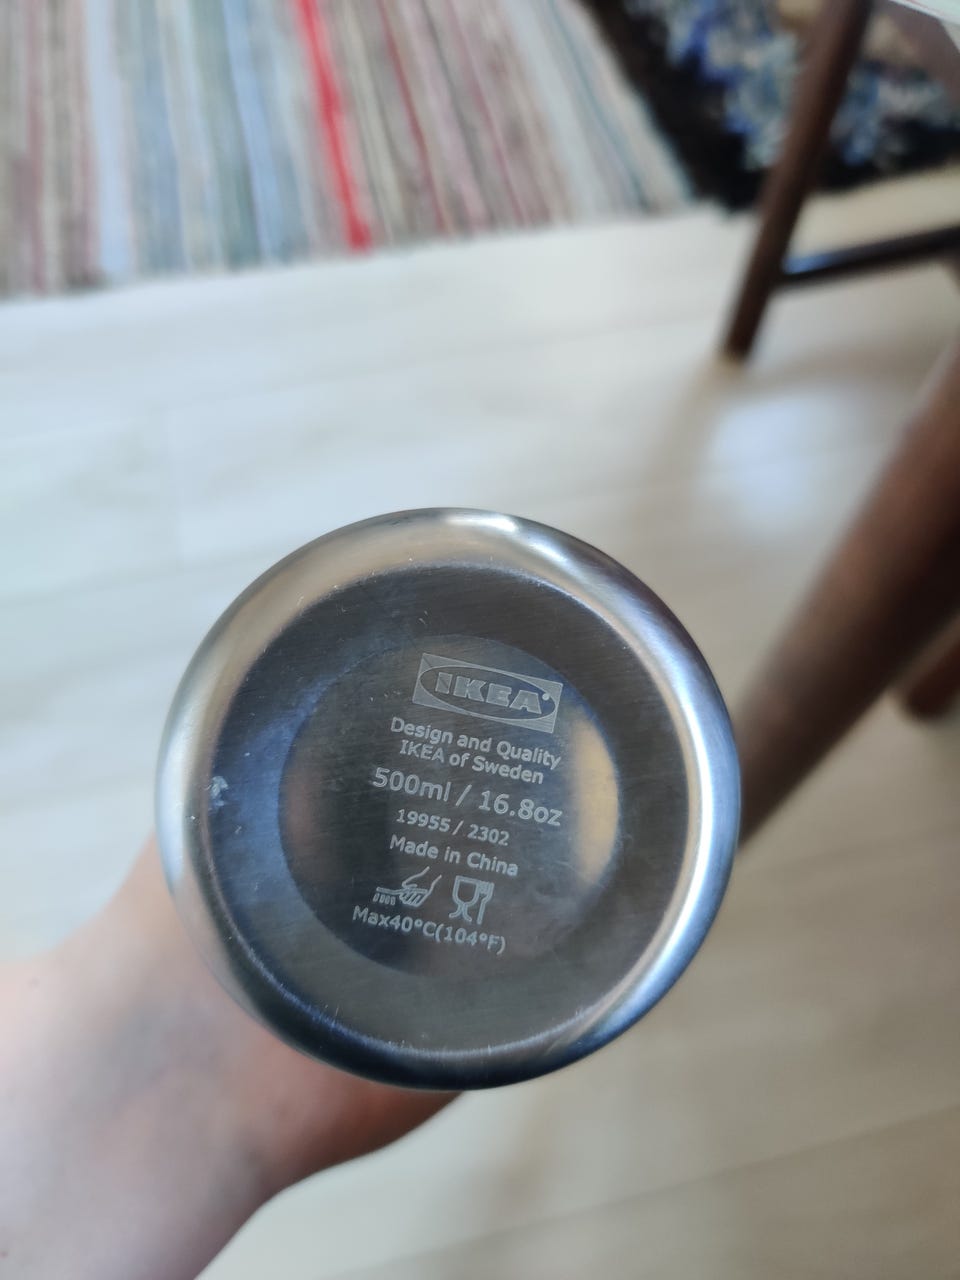 IKEA
Design and Quality
IKEA of Sweden
500ml / 16.8oz
19955 / 2302
Made in China
Max40°C(104°F)